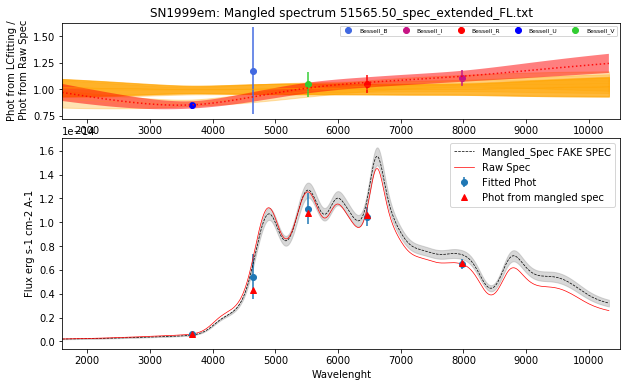 SN1999em: Mangled spectrum 51565.50_spec_extended_FL.txt
Phot from LCfitting /
Phot from Raw Spec
1.50
1.25
1.00
0.75
Bessell_B
Bessell_I
Bessell_R
Bessell_U
Bessell_V
2000 3000 4000 5000 6000 7000 8000 9000 10000
1e−14
Flux erg s-1 cm-2 A-1
1.6
1.4
1.2
1.0
0.8
0.6
0.4
0.2
0.0
Mangled_Spec FAKE SPEC
Raw Spec
Fitted Phot
Phot from mangled spec
2000 3000 4000 5000 6000 7000 8000 9000 10000
Wavelenght